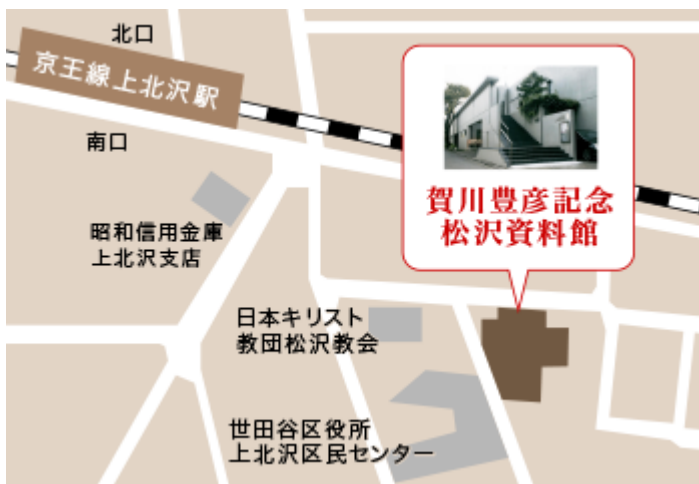 北口
京王線上北沢駅
南口
賀川豊彦記念
松沢資料館
昭和信用金庫
上北沢支店
日本キリスト
教団松沢教会
世田谷区役所
上北沢区民センター